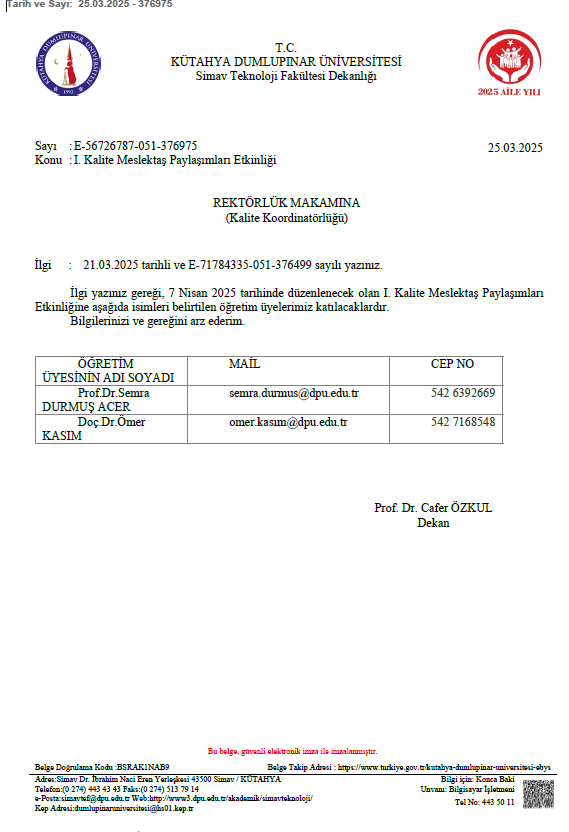 Tarih ve Sayı: 25.03.2025 - 376975
KÜTAHYA DUMLUPINAR ÜNİVERSİTESİ
1992
T.C.
KÜTAHYA DUMLUPINAR ÜNİVERSİTESİ
Simav Teknoloji Fakültesi Dekanlığı
2025 AİLE YILI
Sayı : E-56726787-051-376975
25.03.2025
Konu : I. Kalite Meslektaş Paylaşımları Etkinliği
REKTÖRLÜK MAKAMINA
(Kalite Koordinatörlüğü)
İlgi : 21.03.2025 tarihli ve E-71784335-051-376499 sayılı yazınız.
İlgi yazınız gereği, 7 Nisan 2025 tarihinde düzenlenecek olan I. Kalite Meslektaş Paylaşımları
Etkinliğine aşağıda isimleri belirtilen öğretim üyelerimiz katılacaklardır.
Bilgilerinizi ve gereğini arz ederim.
ÖĞRETİM MAİL CEP NO
ÜYESİNİN ADI SOYADI
Prof.Dr.Semra semra.durmus@dpu.edu.tr 542 6392669
DURMUŞ ACER
Doç.Dr.Ömer omer.kasım@dpu.edu.tr 542 7168548
KASIM
Prof. Dr. Cafer ÖZKUL
Dekan
Bu belge, güvenli elektronik imza ile imzalanmıştır.
Belge Doğrulama Kodu :BSRAK1NAB9 Belge Takip Adresi : https://www.turkiye.gov.tr/kutahya-dumlupinar-universitesi-ebys
Adres:Simav Dr. İbrahim Naci Eren Yerleşkesi 43500 Simav / KÜTAHYA Bilgi için: Konca Baki
Telefon:(0 274) 443 43 43 Faks:(0 274) 513 79 14 Unvanı: Bilgisayar İşletmeni
e-Posta:simavtef@dpu.edu.tr Web:http://www3.dpu.edu.tr/akademik/simavteknoloji/
Tel No: 443 50 11
Kep Adresi:dumlupinaruniversitesi@hs01.kep.tr